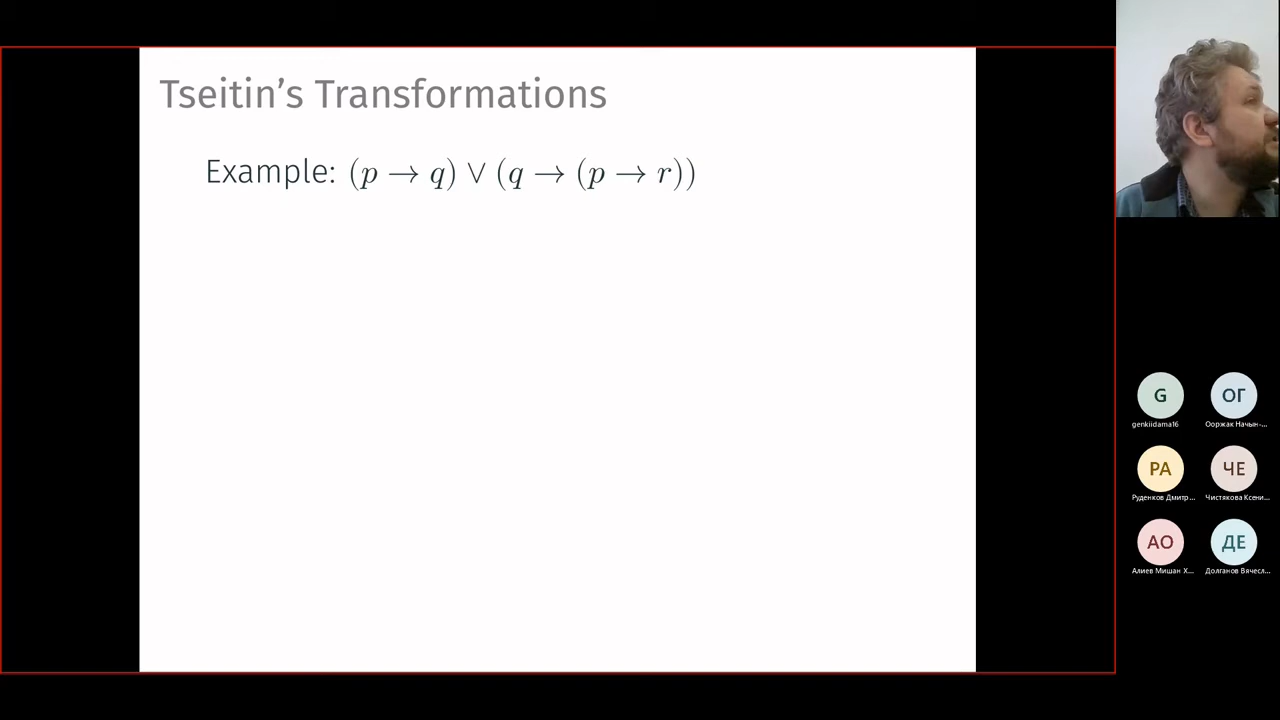 Tseitin’s Transformations
Example: (p → q) ∨ (q → (p → r))
G
ОГ
genkiidama16
Ооржак Начын-...
РА
ЧЕ
Руденков Дмитр...
Чистякова Ксени...
АО
ДЕ
Алиев Мишан Х...
Долганов Вячесл...